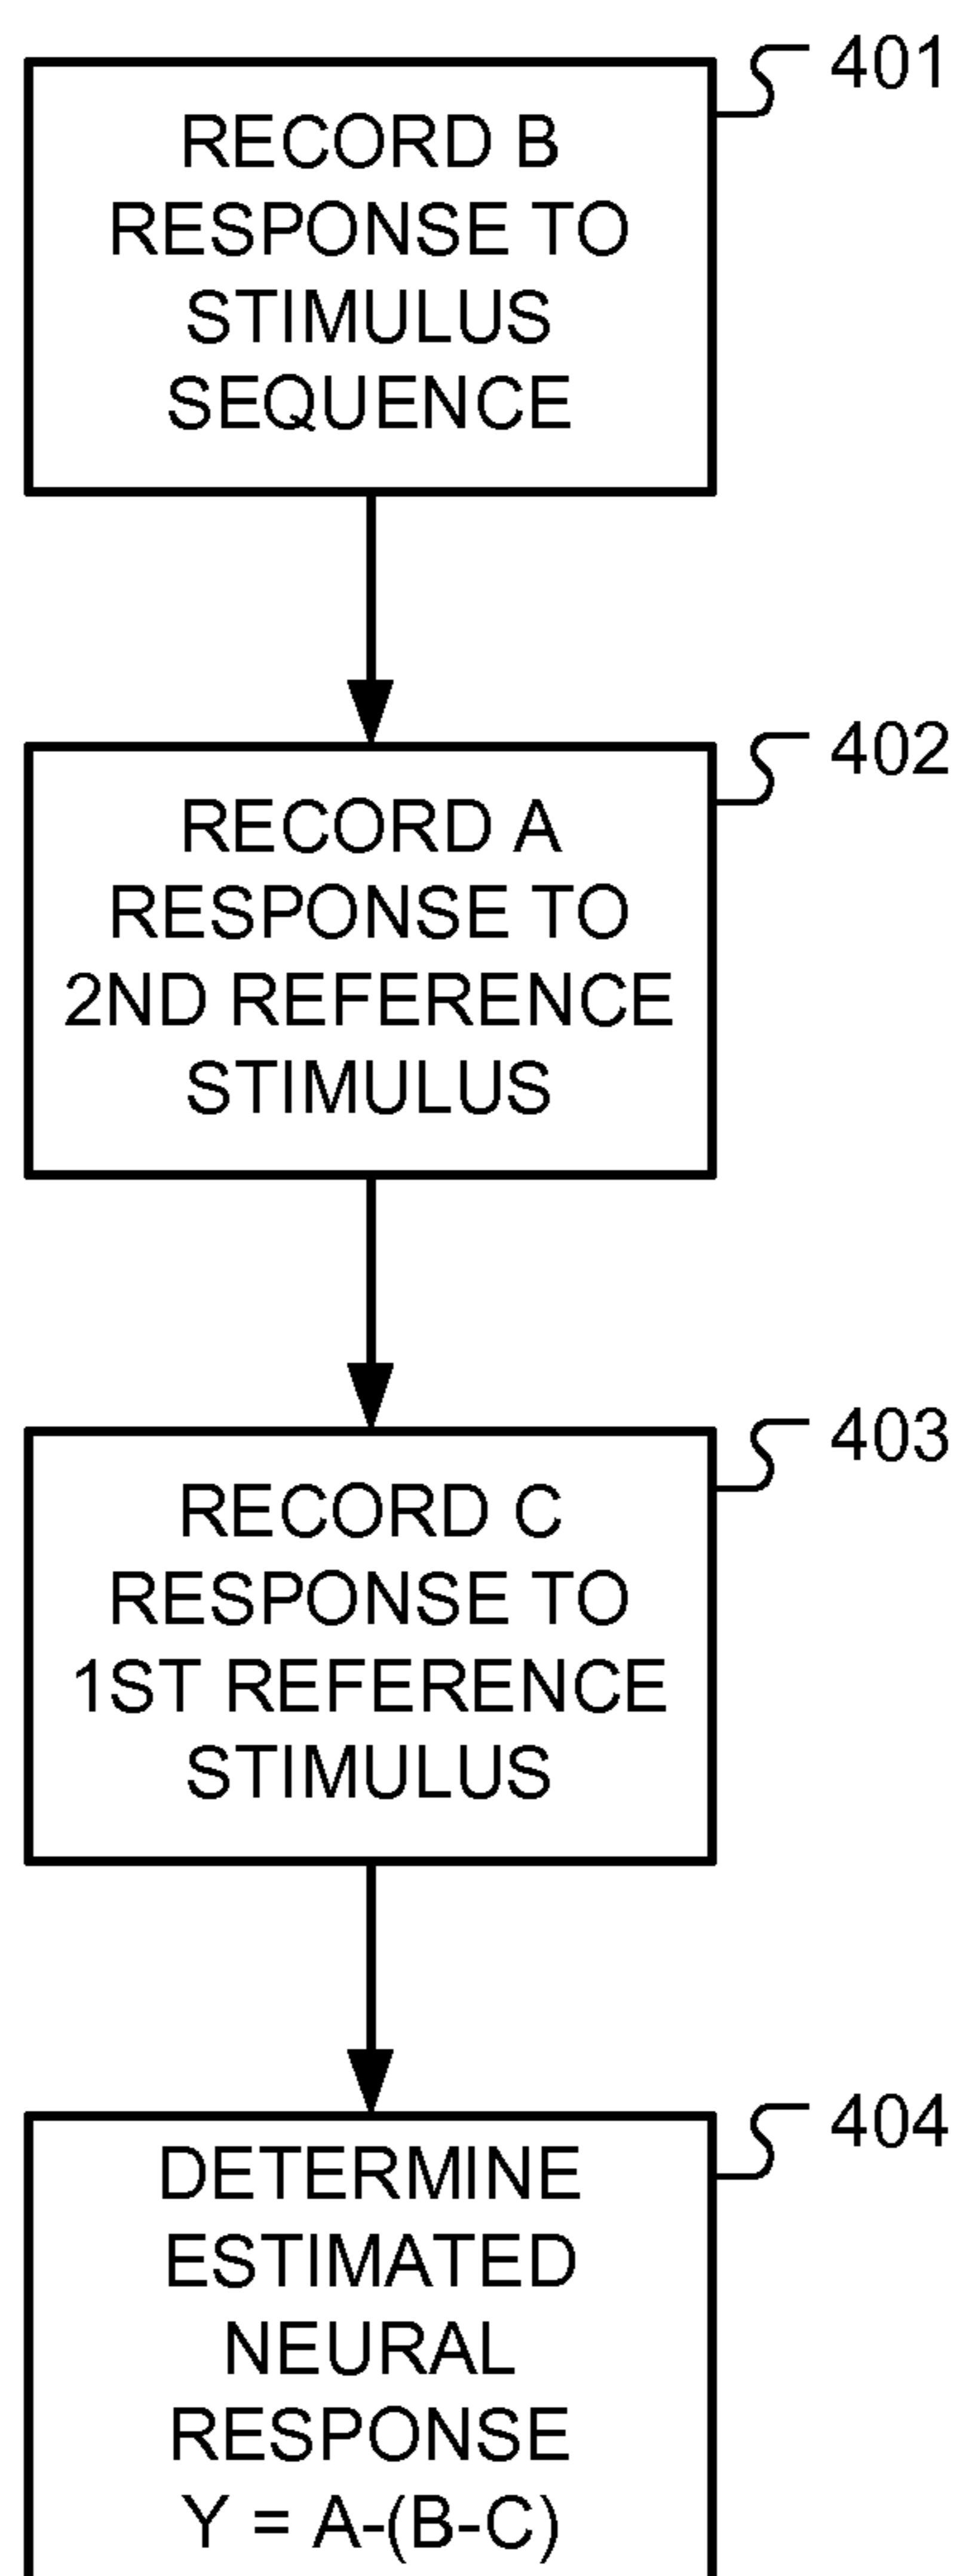 401
RECORD B
RESPONSE TO
STIMULUS
SEQUENCE
402
RECORD A
RESPONSE TO
2ND REFERENCE
STIMULUS
403
RECORD C
RESPONSE TO
1ST REFERENCE
STIMULUS
404
DETERMINE
ESTIMATED
NEURAL
RESPONSE
Y = A-(B-C)